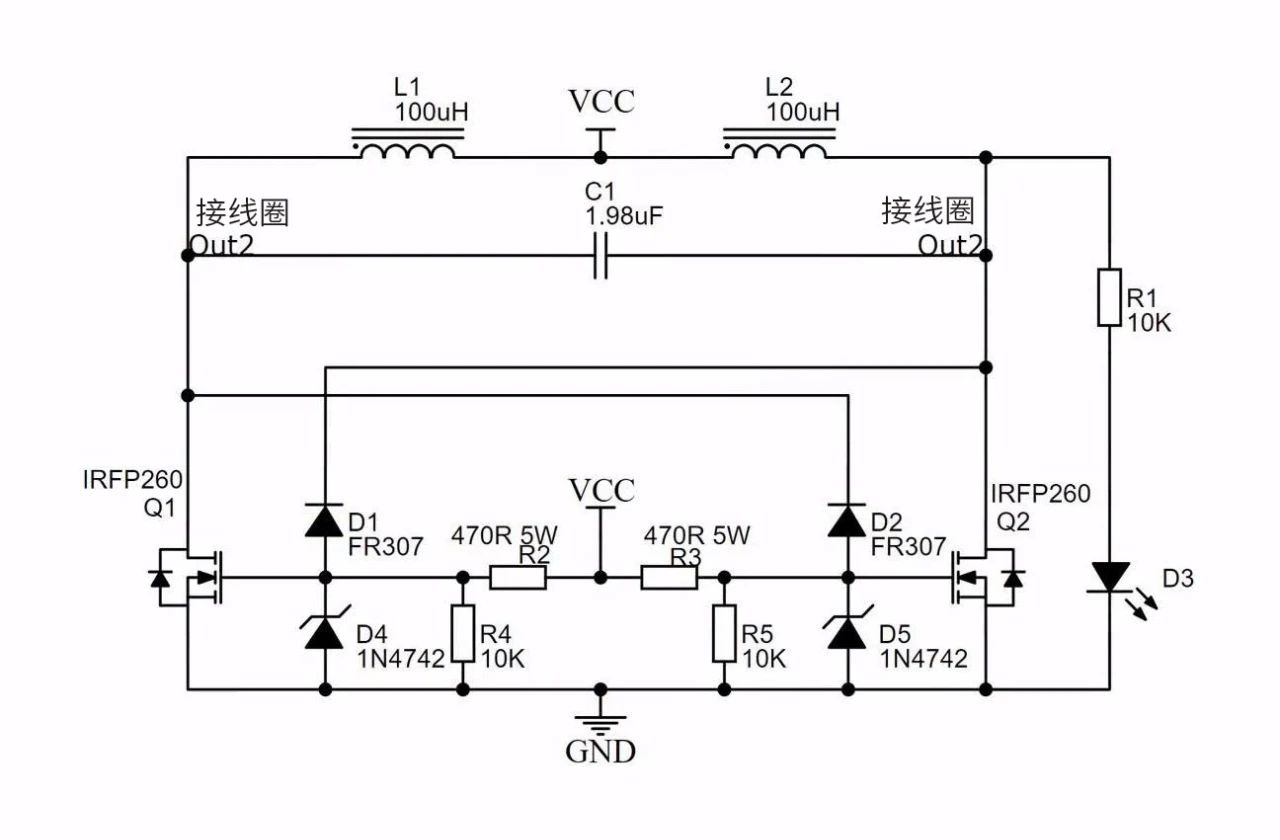 L1
100uH
VCC
L2
100uH
C1
1.98uF
接线圈
Out2
接线圈
Out2
R1
10K
IRFP260
Q1
VCC
IRFP260
Q2
D1
FR307
470R 5W
R2
470R 5W
R3
D2
FR307
D3
D4
1N4742
R4
10K
R5
10K
D5
1N4742
GND